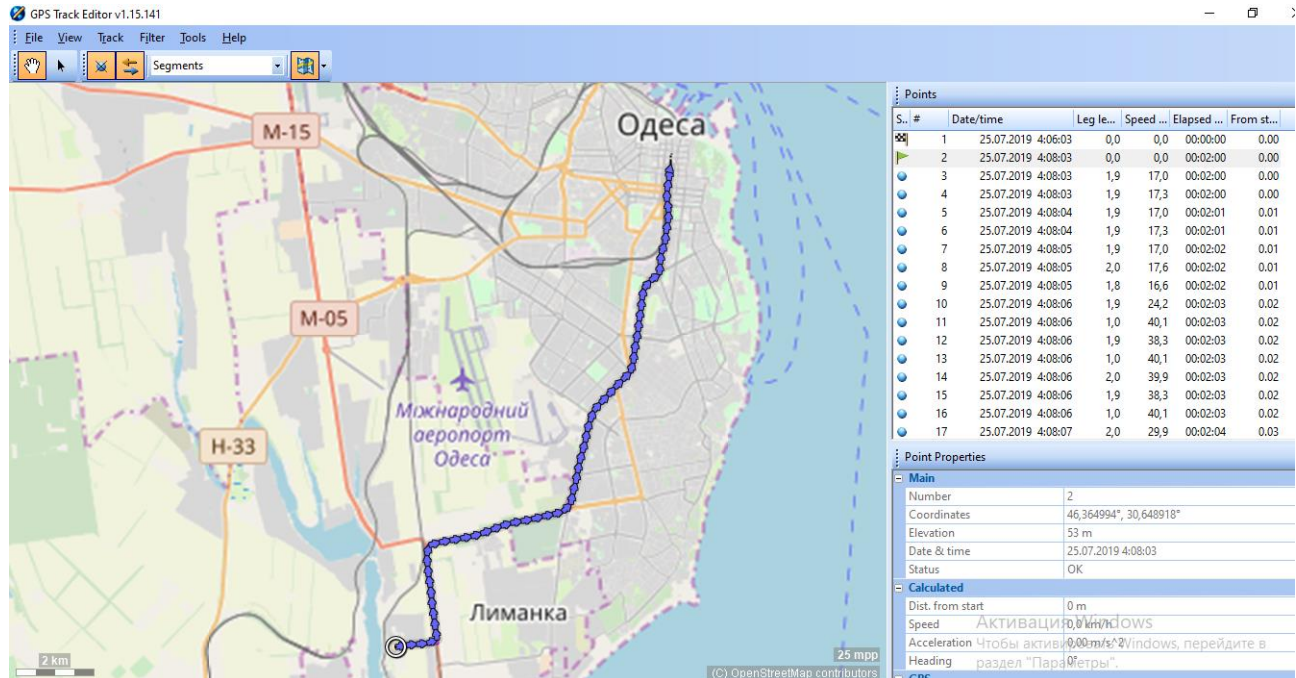 GPS Track Editor v1.15.141
File View Track Filter Tools Help
Segments
Одеса
М-15
М-05
Міжнародний
аеропорт
Одеса
Н-33
Лиманка
2 km
25 mpp
(C) OpenStreetMap contributors
Points
S.. # Date/time Leg le... Speed ... Elapsed ... From st...
1 25.07.2019 4:06:03 0,0 0,0 00:00:00 0.00
2 25.07.2019 4:08:03 0,0 0,0 00:02:00 0.00
3 25.07.2019 4:08:03 1,9 17,0 00:02:00 0.00
4 25.07.2019 4:08:03 1,9 17,3 00:02:00 0.00
5 25.07.2019 4:08:04 1,9 17,0 00:02:01 0.01
6 25.07.2019 4:08:04 1,9 17,3 00:02:01 0.01
7 25.07.2019 4:08:05 1,9 17,0 00:02:02 0.01
8 25.07.2019 4:08:05 2,0 17,6 00:02:02 0.01
9 25.07.2019 4:08:05 1,8 16,6 00:02:02 0.01
10 25.07.2019 4:08:06 1,9 24,2 00:02:03 0.02
11 25.07.2019 4:08:06 1,0 40,1 00:02:03 0.02
12 25.07.2019 4:08:06 1,9 38,3 00:02:03 0.02
13 25.07.2019 4:08:06 1,0 40,1 00:02:03 0.02
14 25.07.2019 4:08:06 2,0 39,9 00:02:03 0.02
15 25.07.2019 4:08:06 1,9 38,3 00:02:03 0.02
16 25.07.2019 4:08:06 1,0 40,1 00:02:03 0.02
17 25.07.2019 4:08:07 2,0 29,9 00:02:04 0.03
Point Properties
Main
Number 2
Coordinates 46,364994°, 30,648918°
Elevation 53 m
Date & time 25.07.2019 4:08:03
Status OK
Calculated
Dist. from start 0 m
Speed 0,0 km/h
Acceleration 0,00 m/s^2
Heading 0°
GPS
Активация Windows
Чтобы активировать Windows, перейдите в
раздел "Параметры".